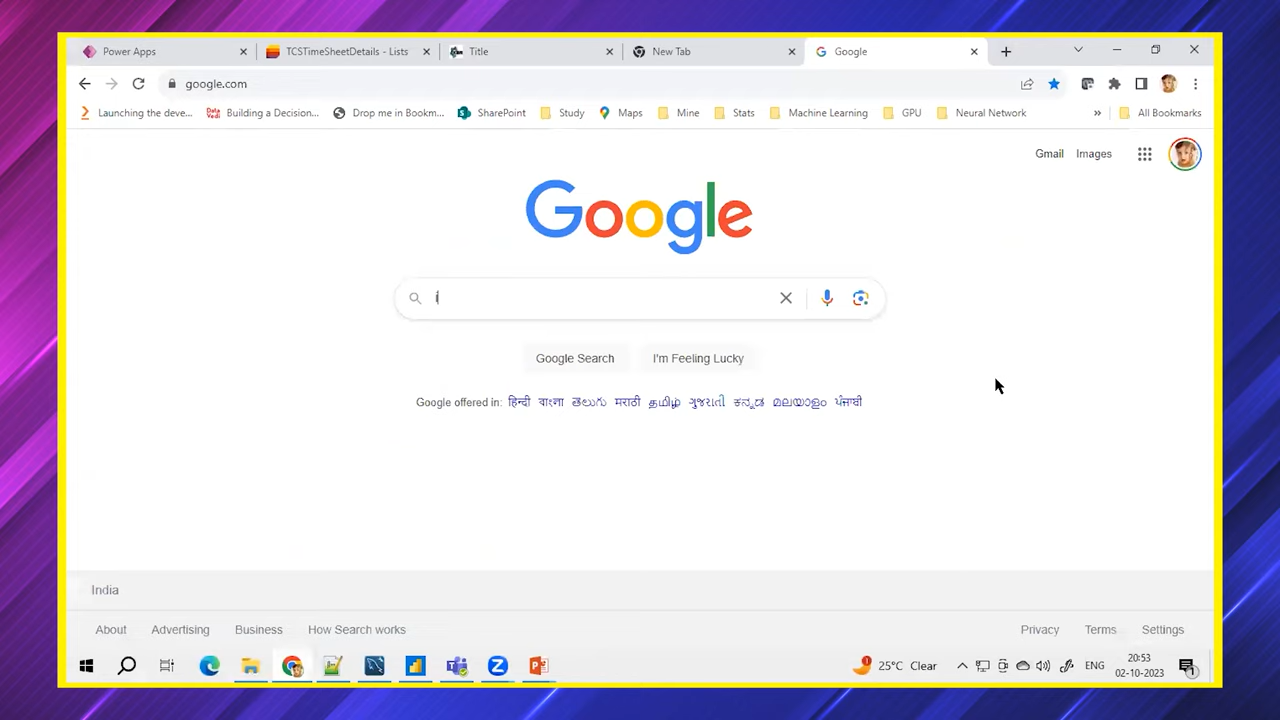 Power Apps
TCSTimeSheetDetails - Lists
Title
New Tab
Google
google.com
Launching the deve...
Building a Decision...
Drop me in Bookm...
SharePoint
Study
Maps
Mine
Stats
Machine Learning
GPU
Neural Network
»
All Bookmarks
Gmail
Images
Google
i
Google Search
I'm Feeling Lucky
Google offered in: हिन्दी বাংলা తెలుగు मराठी தமிழ் ગુજરાતી ಕನ್ನಡ മലയാളം ਪੰਜਾਬੀ
India
About
Advertising
Business
How Search works
Privacy
Terms
Settings
25°C Clear
ENG
20:53
02-10-2023